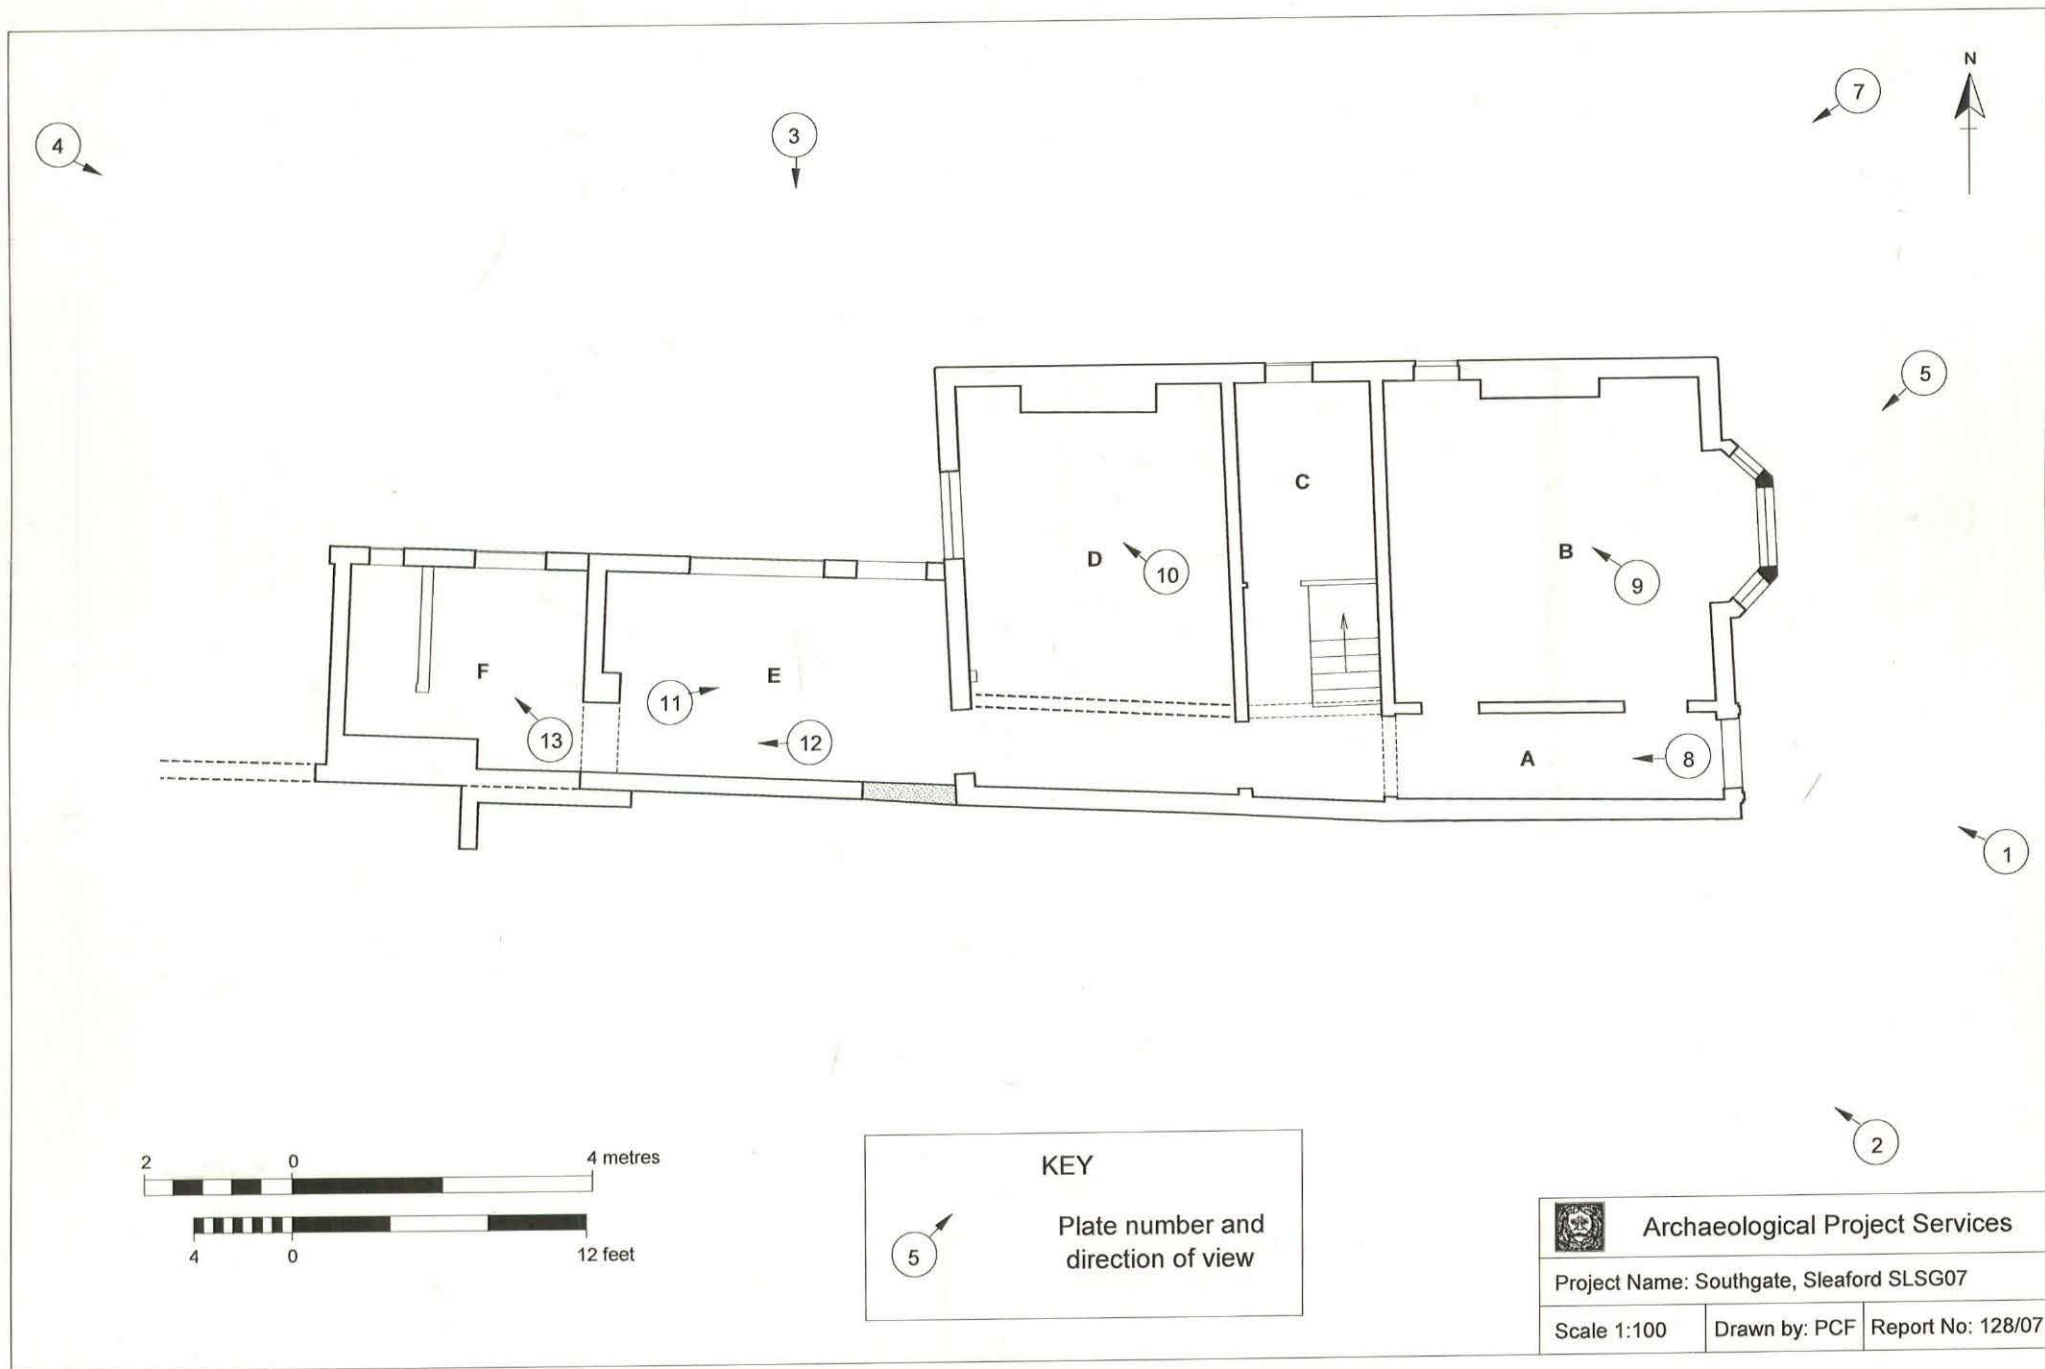 N
7
3
4
5
C
D
B
10
9
F
E
11
13
12
A
8
1
2
2 0 4 metres
4 0 12 feet
KEY
5
Plate number and
direction of view
Archaeological Project Services
Project Name: Southgate, Sleaford SLSG07
Scale 1:100
Drawn by: PCF
Report No: 128/07